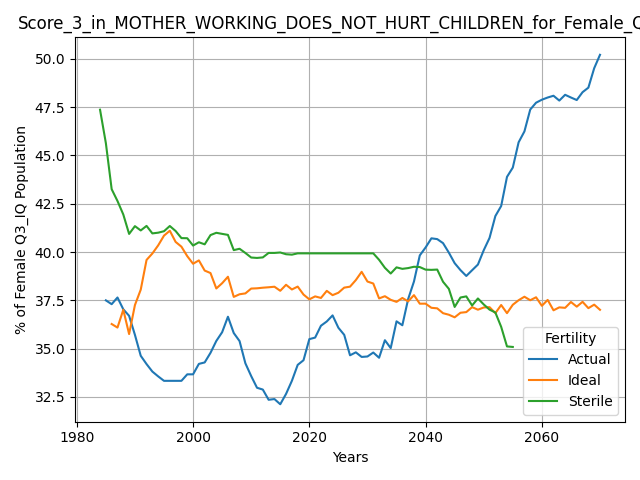 Score_3_in_MOTHER_WORKING_DOES_NOT_HURT_CHILDREN_for_Female_Q
50.0
47.5
45.0
42.5
40.0
37.5
35.0
32.5
% of Female Q3_IQ Population
Fertility
Actual
Ideal
Sterile
1980 2000 2020 2040 2060
Years